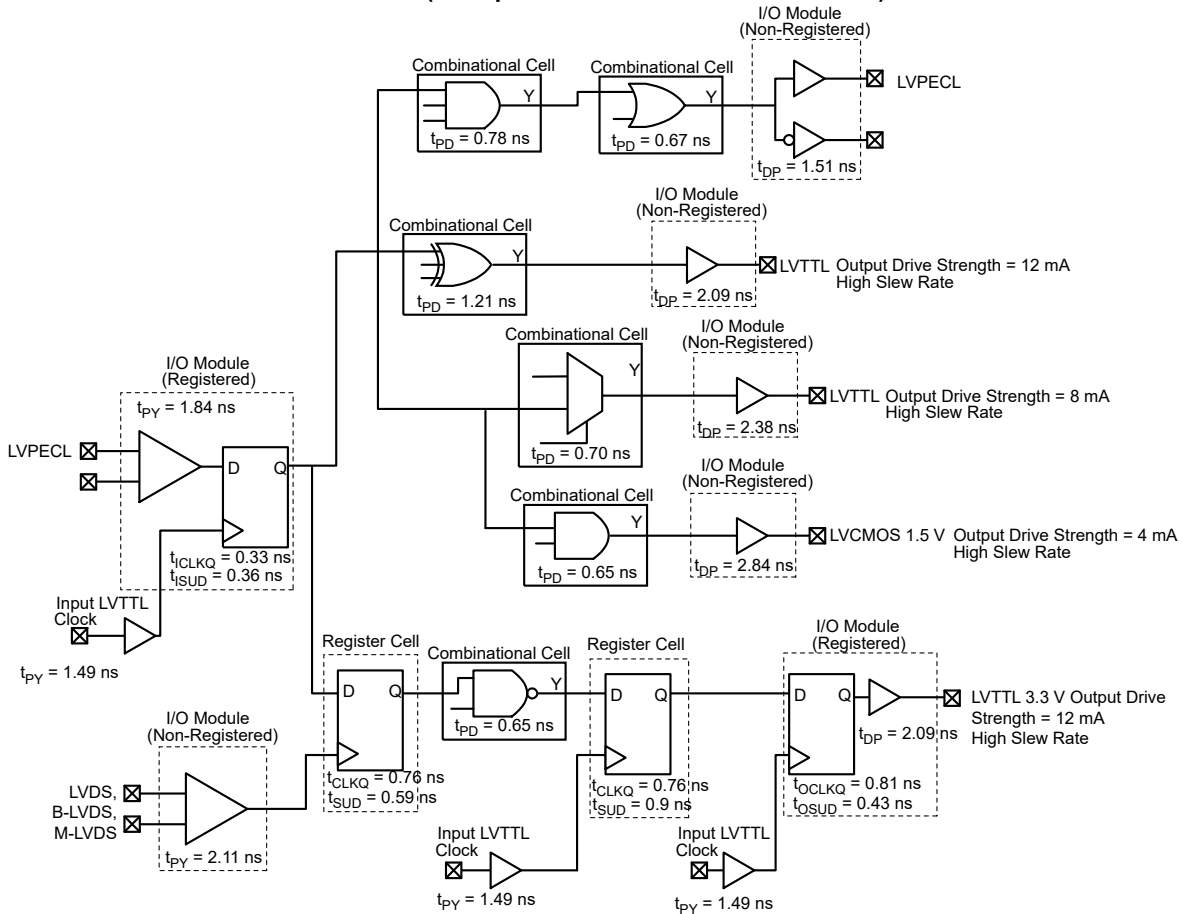 I/O Module
(Non-Registered)
Combinational Cell
Y
t_PD = 0.78 ns
Combinational Cell
Y
t_PD = 0.67 ns
LVPECL
t_DP = 1.51 ns
I/O Module
(Non-Registered)
Combinational Cell
Y
t_PD = 1.21 ns
t_DP = 2.09 ns
LVTTL Output Drive Strength = 12 mA
High Slew Rate
I/O Module
(Non-Registered)
Combinational Cell
Y
t_PD = 0.70 ns
t_DP = 2.38 ns
LVTTL Output Drive Strength = 8 mA
High Slew Rate
I/O Module
(Registered)
t_PY = 1.84 ns
LVPECL
D Q
t_ICLKQ = 0.33 ns
t_ISUD = 0.36 ns
I/O Module
(Non-Registered)
Combinational Cell
Y
t_PD = 0.65 ns
t_DP = 2.84 ns
LVCMOS 1.5 V Output Drive Strength = 4 mA
High Slew Rate
Input LVTTL
Clock
t_PY = 1.49 ns
Register Cell
D Q
t_CLKQ = 0.76 ns
t_SUD = 0.59 ns
Combinational Cell
Y
t_PD = 0.65 ns
Register Cell
D Q
t_CLKQ = 0.76 ns
t_SUD = 0.9 ns
I/O Module
(Registered)
D Q
t_DP = 2.09 ns
t_OCLKQ = 0.81 ns
t_OSUD = 0.43 ns
LVTTL 3.3 V Output Drive
Strength = 12 mA
High Slew Rate
I/O Module
(Non-Registered)
LVDS,
B-LVDS,
M-LVDS
t_PY = 2.11 ns
Input LVTTL
Clock
t_PY = 1.49 ns
Input LVTTL
Clock
t_PY = 1.49 ns